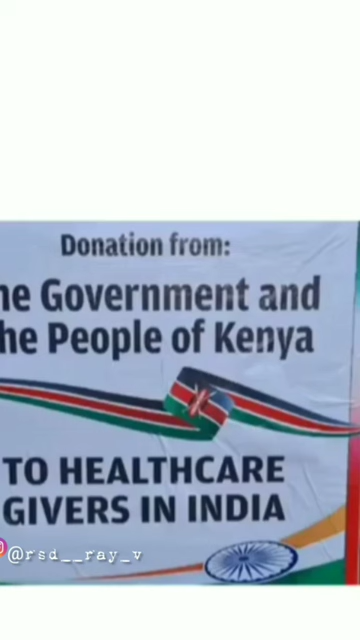 Donation from:
he Government and
he People of Kenya
TO HEALTHCARE
GIVERS IN INDIA
@rsd__ray_v